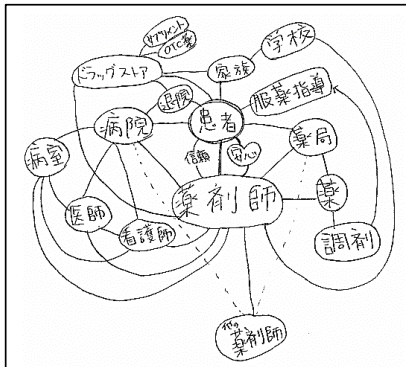 サプリメント
OTC薬
学校
ドラッグストア
家族
退院
服薬指導
患者
病院
薬局
病室
信頼
安心
薬剤師
薬
医師
看護師
調剤
他の
薬剤師